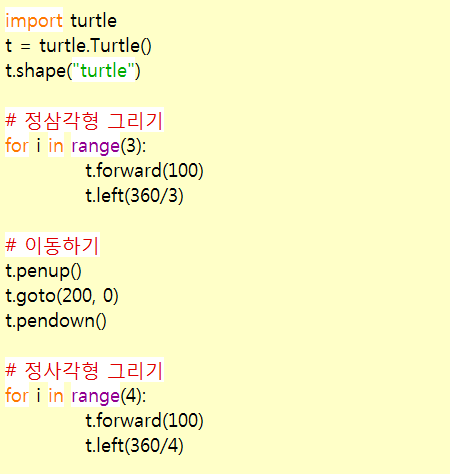 import turtle
t = turtle.Turtle()
t.shape("turtle")
# 정삼각형 그리기
for i in range(3):
t.forward(100)
t.left(360/3)
# 이동하기
t.penup()
t.goto(200, 0)
t.pendown()
# 정사각형 그리기
for i in range(4):
t.forward(100)
t.left(360/4)